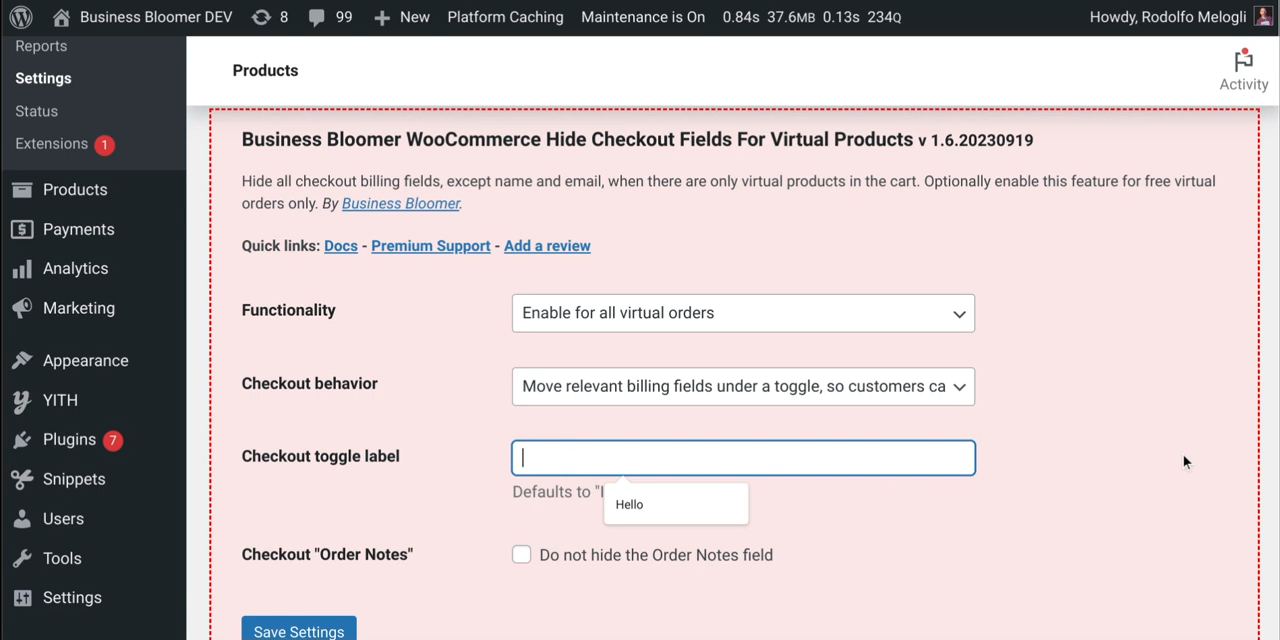 Business Bloomer DEV 8 99 New Platform Caching Maintenance is On 0.84s 37.6MB 0.13s 234Q Howdy, Rodolfo Melogli
Reports
Settings
Status
Extensions 1
Products
Payments
Analytics
Marketing
Appearance
YITH
Plugins 7
Snippets
Users
Tools
Settings
Products
Activity
Business Bloomer WooCommerce Hide Checkout Fields For Virtual Products v 1.6.20230919
Hide all checkout billing fields, except name and email, when there are only virtual products in the cart. Optionally enable this feature for free virtual
orders only. By Business Bloomer.
Quick links: Docs - Premium Support - Add a review
Functionality
Enable for all virtual orders
Checkout behavior
Move relevant billing fields under a toggle, so customers ca
Checkout toggle label
Defaults to "
Hello
Checkout "Order Notes"
Do not hide the Order Notes field
Save Settings